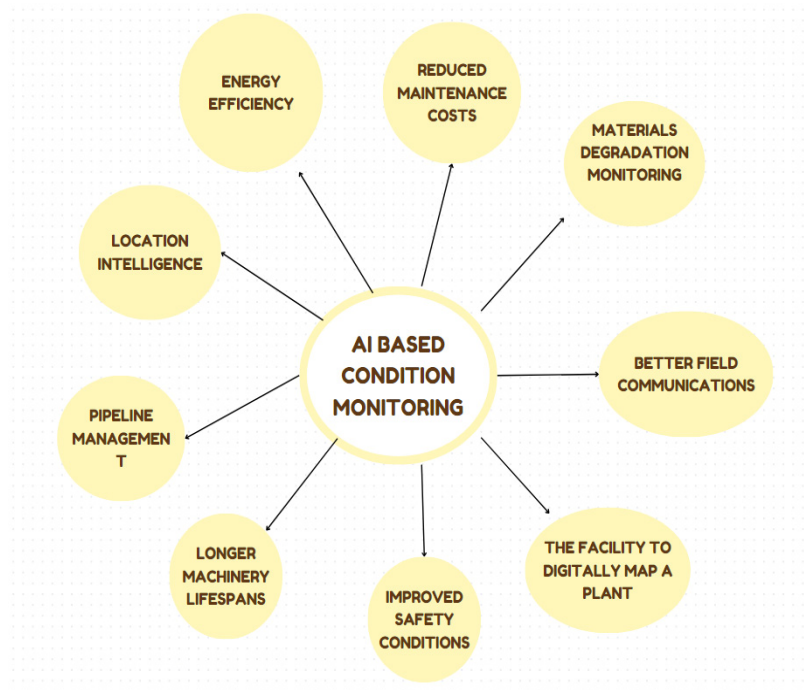 ENERGY
EFFICIENCY
REDUCED
MAINTENANCE
COSTS
MATERIALS
DEGRADATION
MONITORING
LOCATION
INTELLIGENCE
AI BASED
CONDITION
MONITORING
BETTER FIELD
COMMUNICATIONS
PIPELINE
MANAGEMEN
T
LONGER
MACHINERY
LIFESPANS
IMPROVED
SAFETY
CONDITIONS
THE FACILITY TO
DIGITALLY MAP A
PLANT